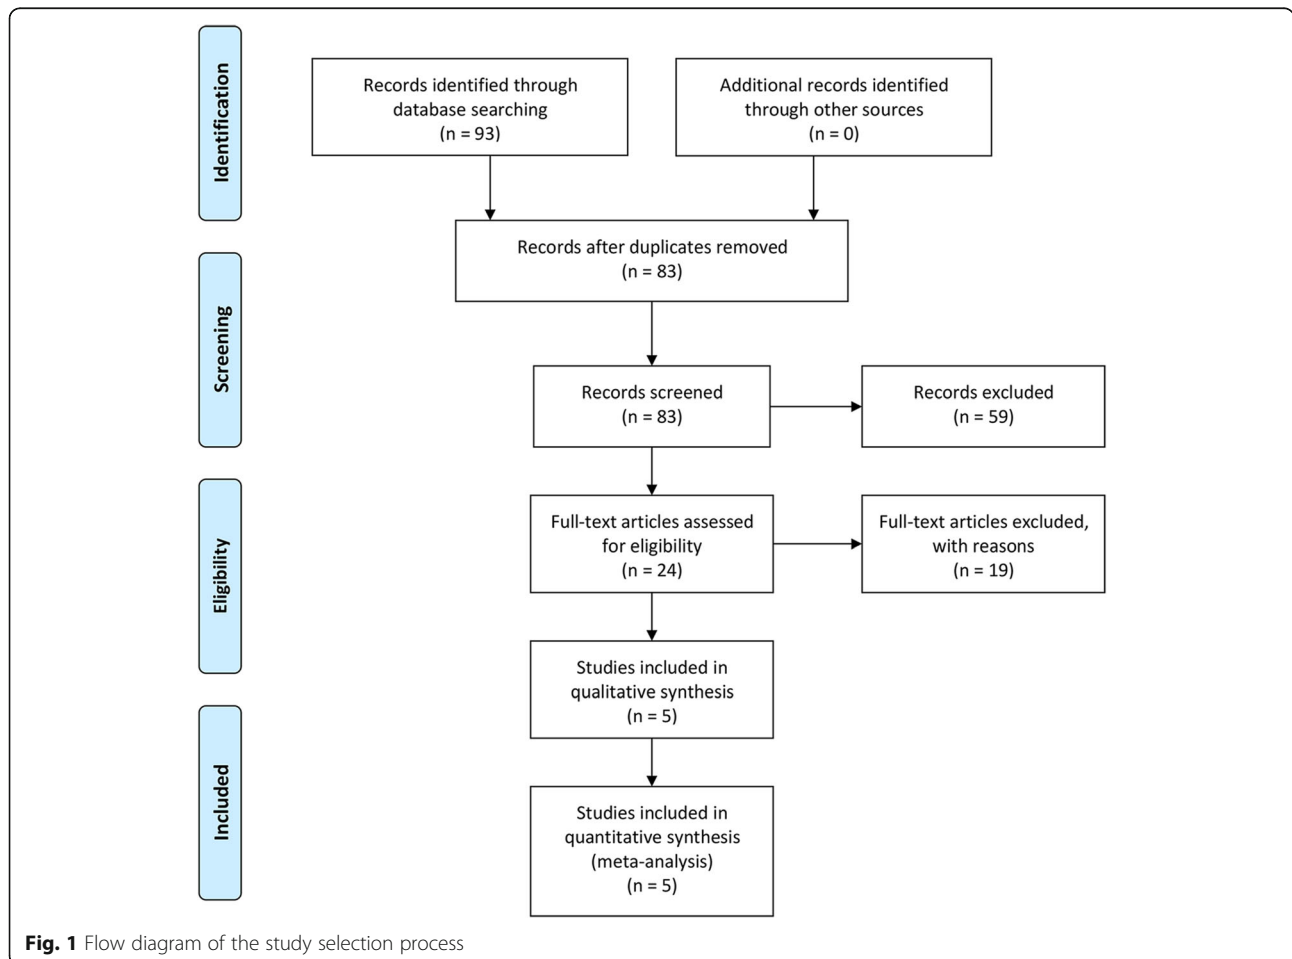 Identification
Records identified through
database searching
(n = 93)
Additional records identified
through other sources
(n = 0)
Records after duplicates removed
(n = 83)
Screening
Records screened
(n = 83)
Records excluded
(n = 59)
Eligibility
Full-text articles assessed
for eligibility
(n = 24)
Full-text articles excluded,
with reasons
(n = 19)
Studies included in
qualitative synthesis
(n = 5)
Included
Studies included in
quantitative synthesis
(meta-analysis)
(n = 5)
Fig. 1 Flow diagram of the study selection process